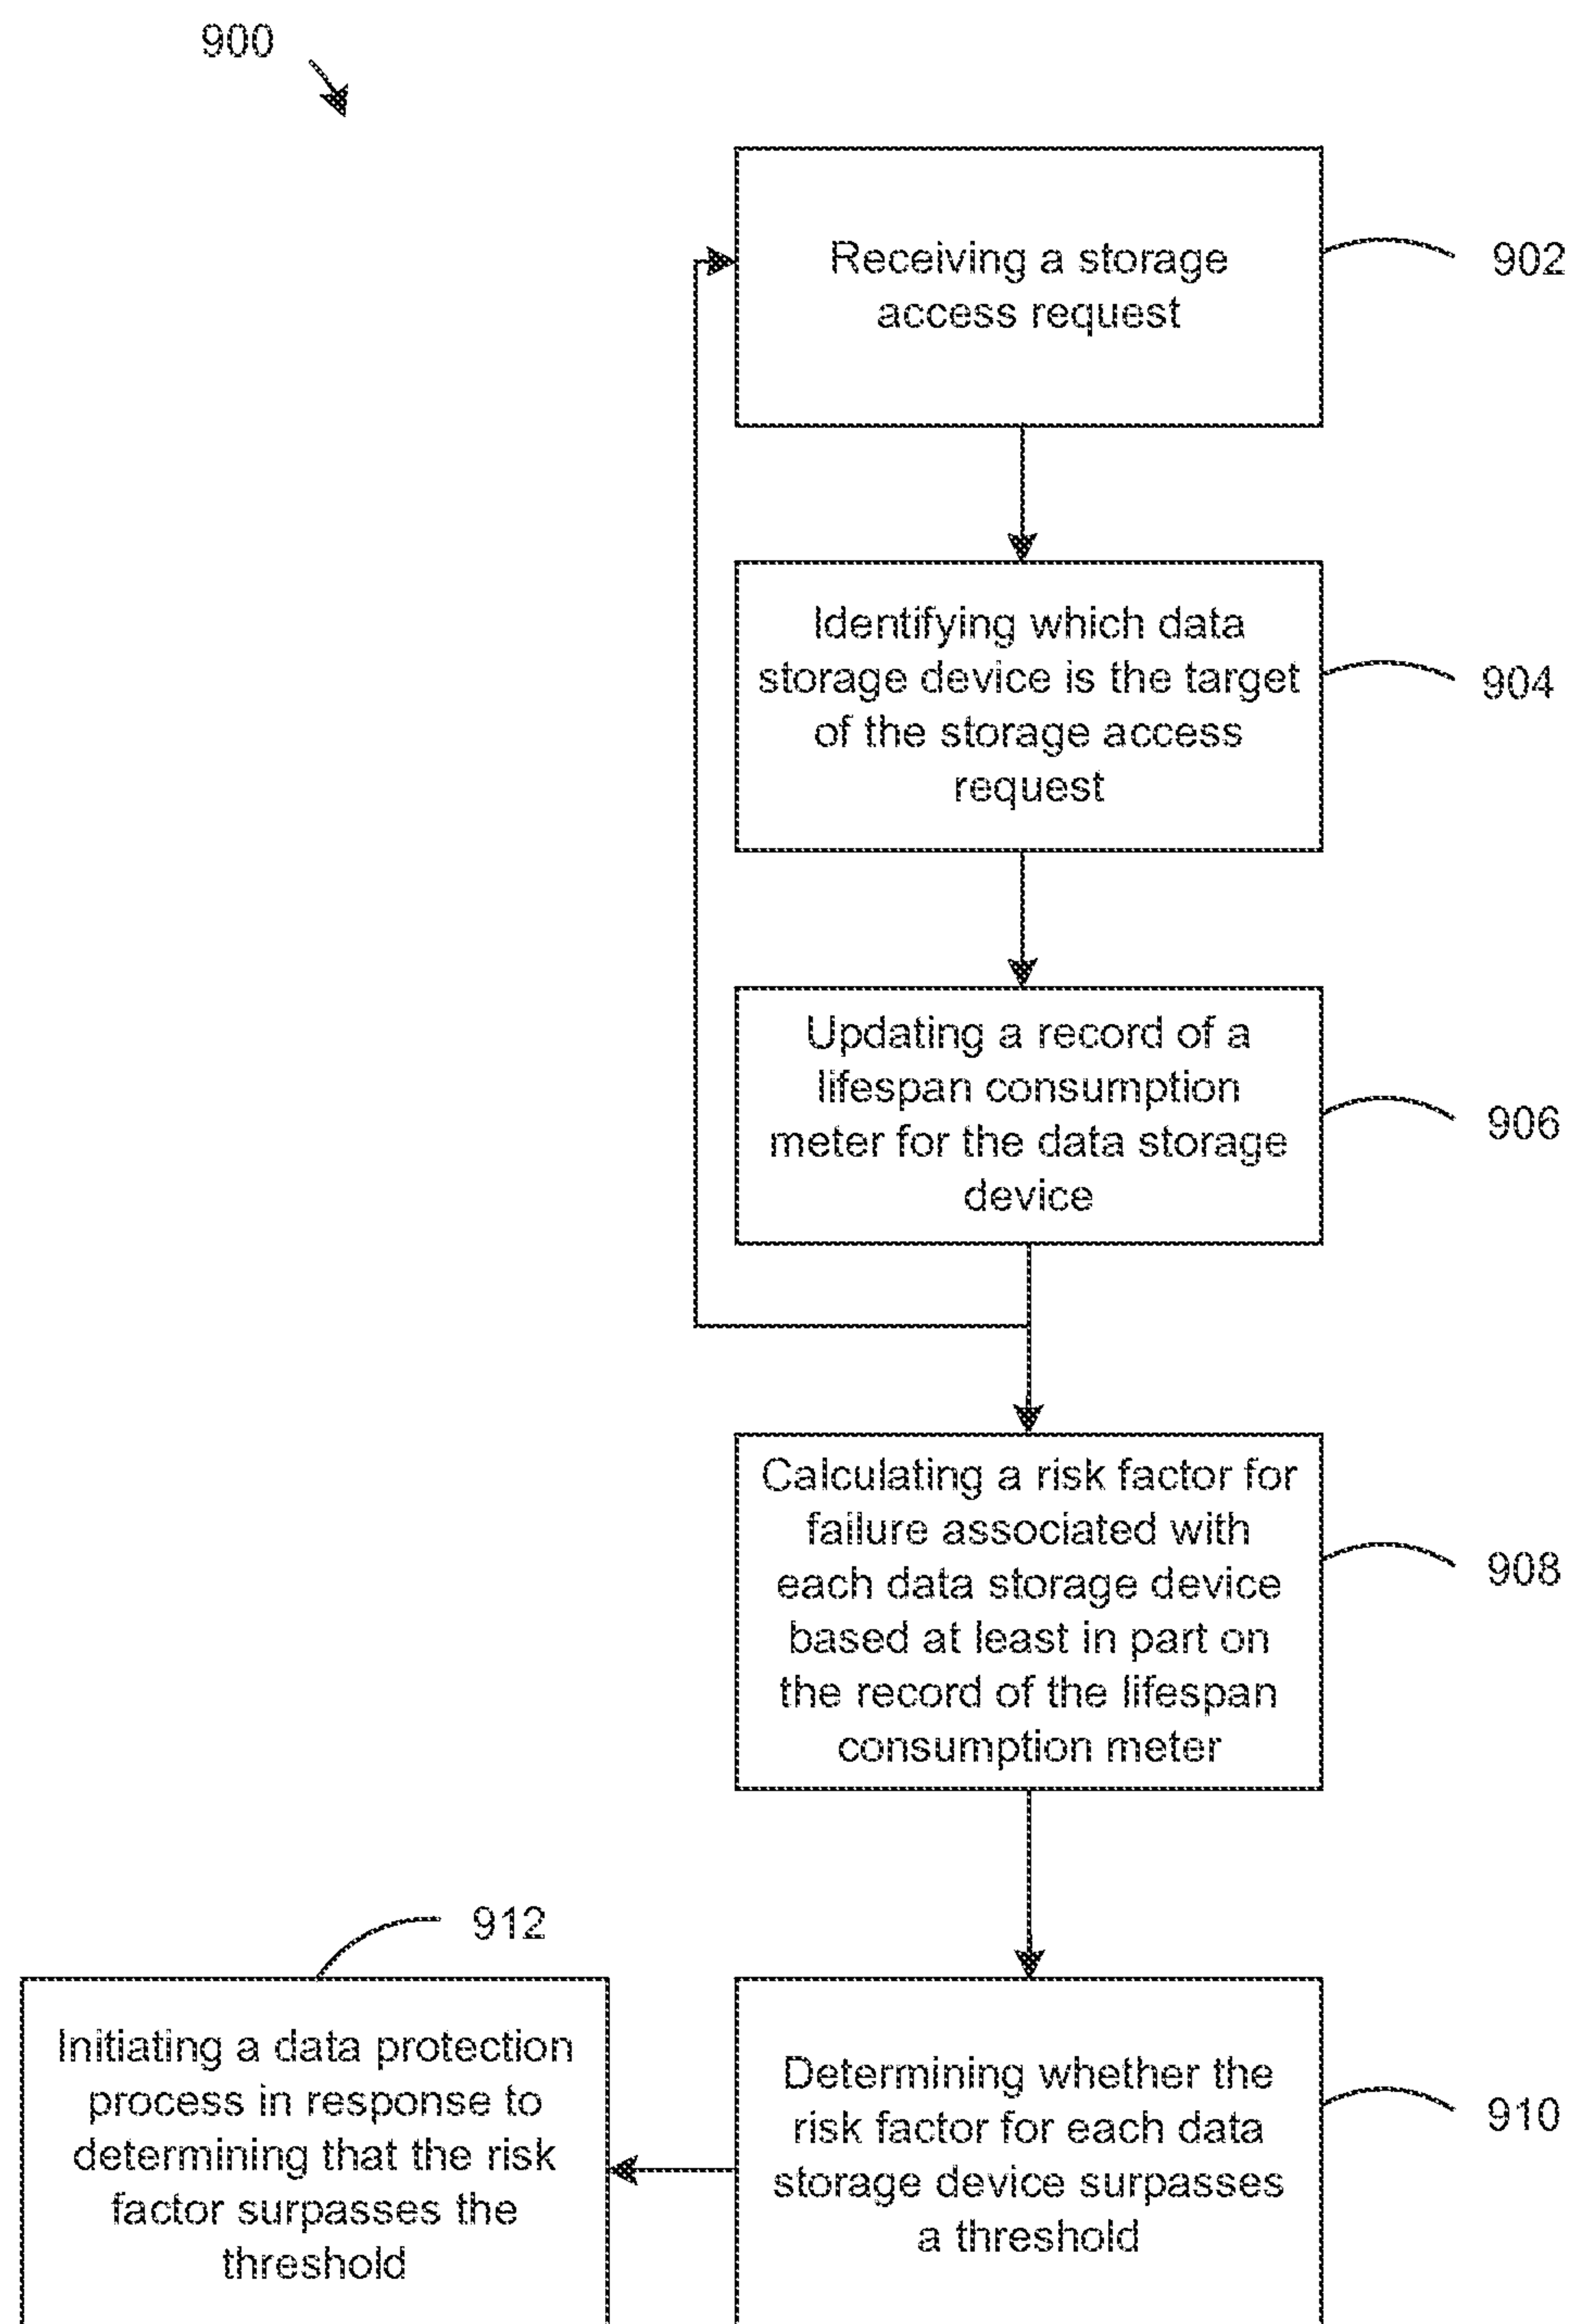 900
Receiving a storage
access request
902
Identifying which data
storage device is the target
of the storage access
request
904
Updating a record of a
lifespan consumption
meter for the data storage
device
906
Calculating a risk factor for
failure associated with
each data storage device
based at least in part on
the record of the lifespan
consumption meter
908
Determining whether the
risk factor for each data
storage device surpasses
a threshold
910
912
Initiating a data protection
process in response to
determining that the risk
factor surpasses the
threshold